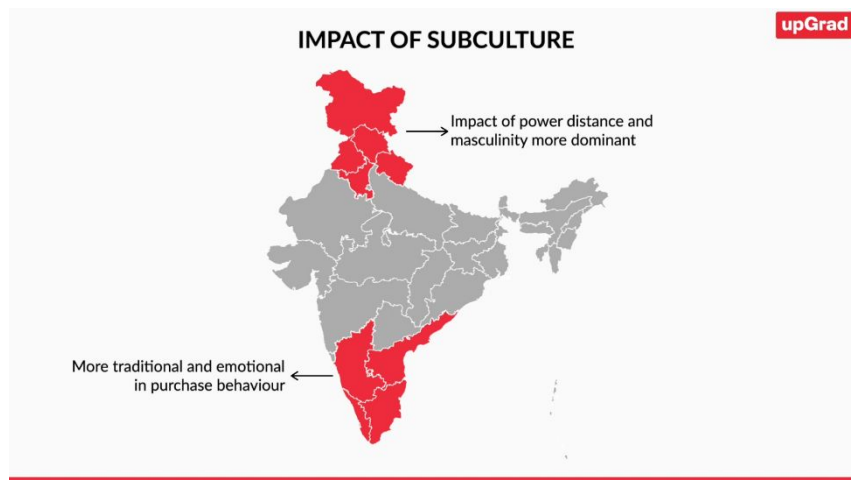 upGrad
IMPACT OF SUBCULTURE
Impact of power distance and
masculinity more dominant
More traditional and emotional
in purchase behaviour